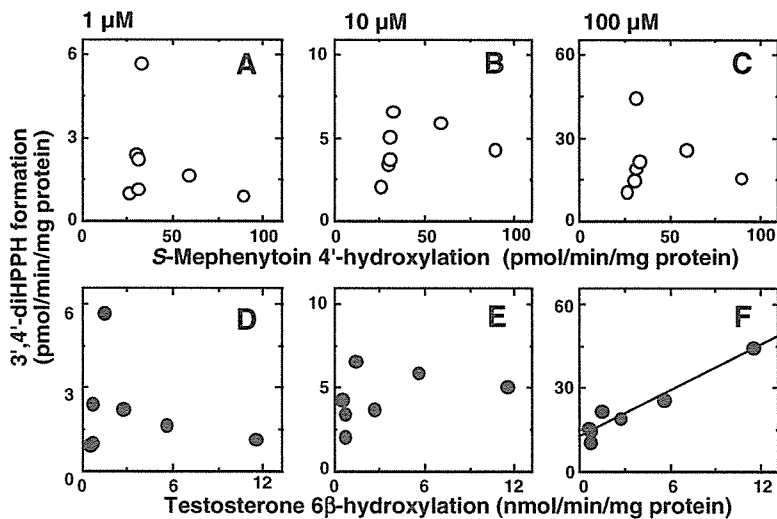 1 µM
10 µM
100 µM
3',4'-diHPPH formation
(pmol/min/mg protein)
6
3
0
A
0
50
100
10
5
0
B
0
50
100
60
30
0
C
0
50
100
S-Mephenytoin 4'-hydroxylation (pmol/min/mg protein)
6
3
0
D
0
6
12
10
5
0
E
0
6
12
60
30
0
F
0
6
12
Testosterone 6β-hydroxylation (nmol/min/mg protein)